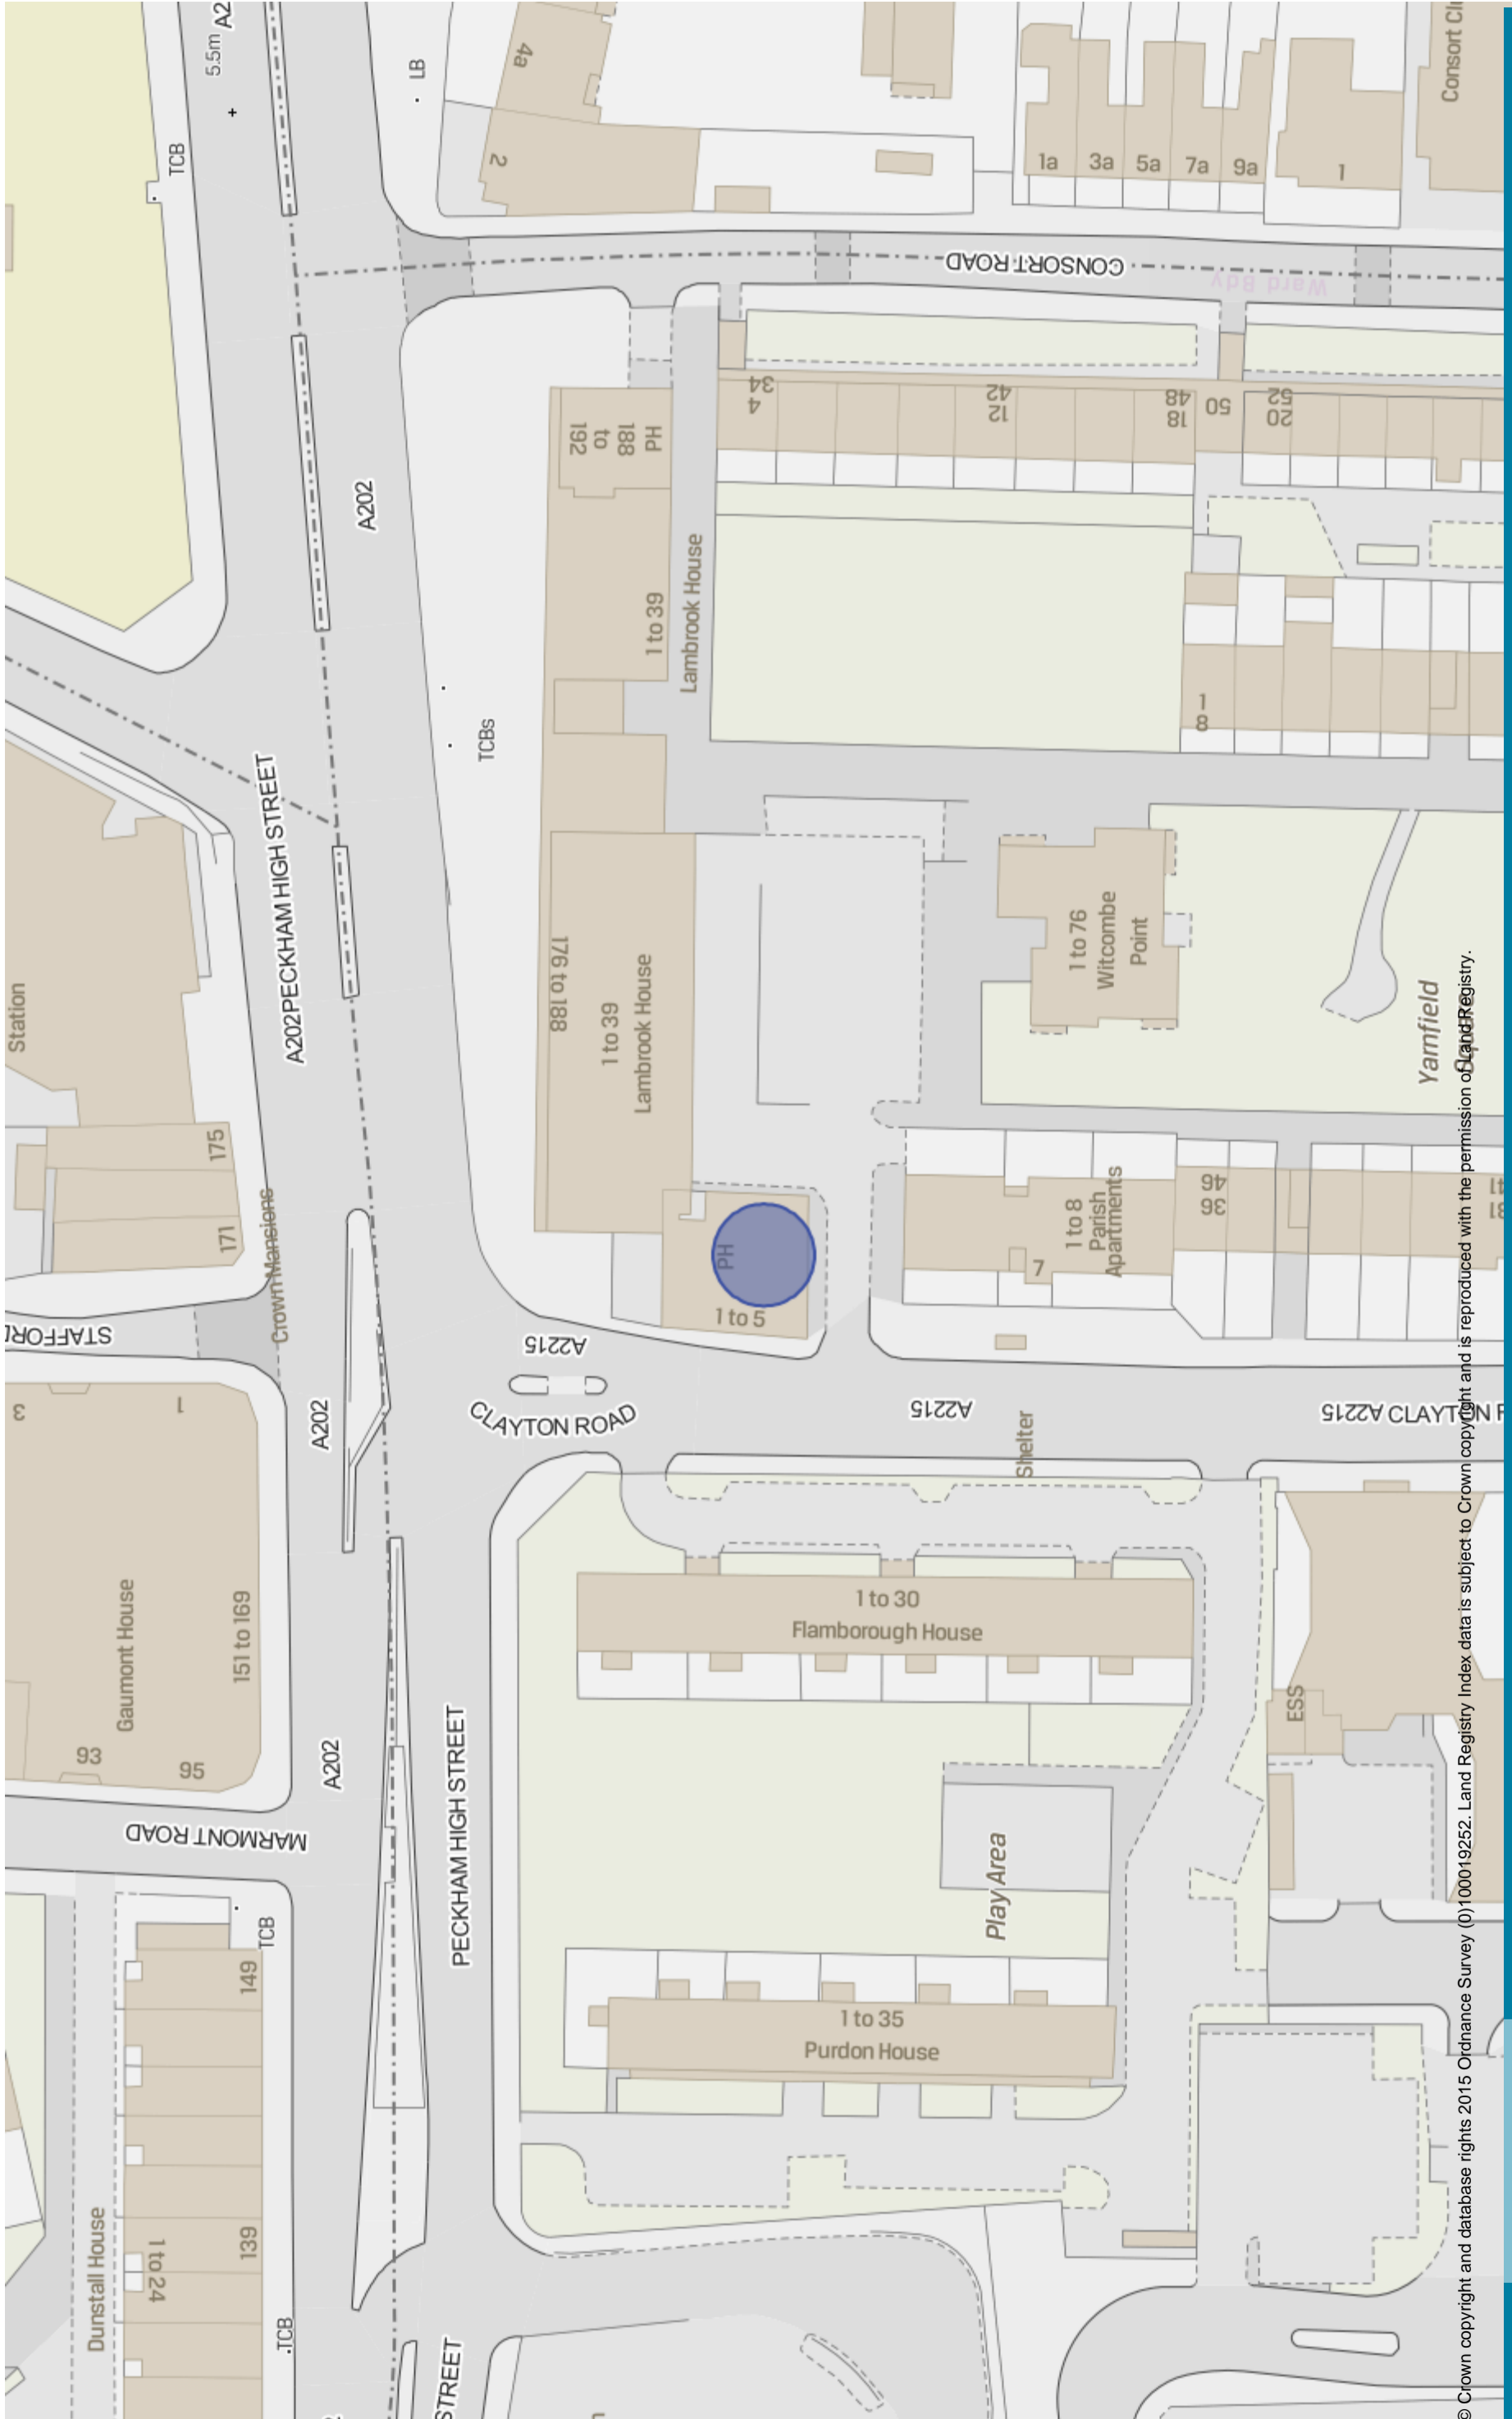 A2
5.5m
TCB
LB
4a
2
1a
3a
5a
7a
9a
1
CONSORT ROAD
Ward Bdy
34
4
42
12
48
18
50
52
20
192
to
188
PH
A202
1 to 39
Lambrook House
TCBs
1
8
A202
PECKHAM HIGH STREET
Station
176 to 188
1 to 39
Lambrook House
1 to 76
Witcombe
Point
Yarnfield
Square
175
171
Crown Mansions
PH
1 to 5
1 to 8
Parish
Apartments
7
46
36
A2215
CLAYTON ROAD
A2215
A2215
A202
3
1
Shelter
Gaumont House
151 to 169
93
95
1 to 30
Flamborough House
ESS
A202
PECKHAM HIGH STREET
MARMONT ROAD
Play Area
TCB
149
1 to 35
Purdon House
139
1 to 24
Dunstall House
TCB
STREET
© Crown copyright and database rights 2015 Ordnance Survey (0)100019252. Land Registry Index data is subject to Crown copyright and is reproduced with the permission of Land Registry.